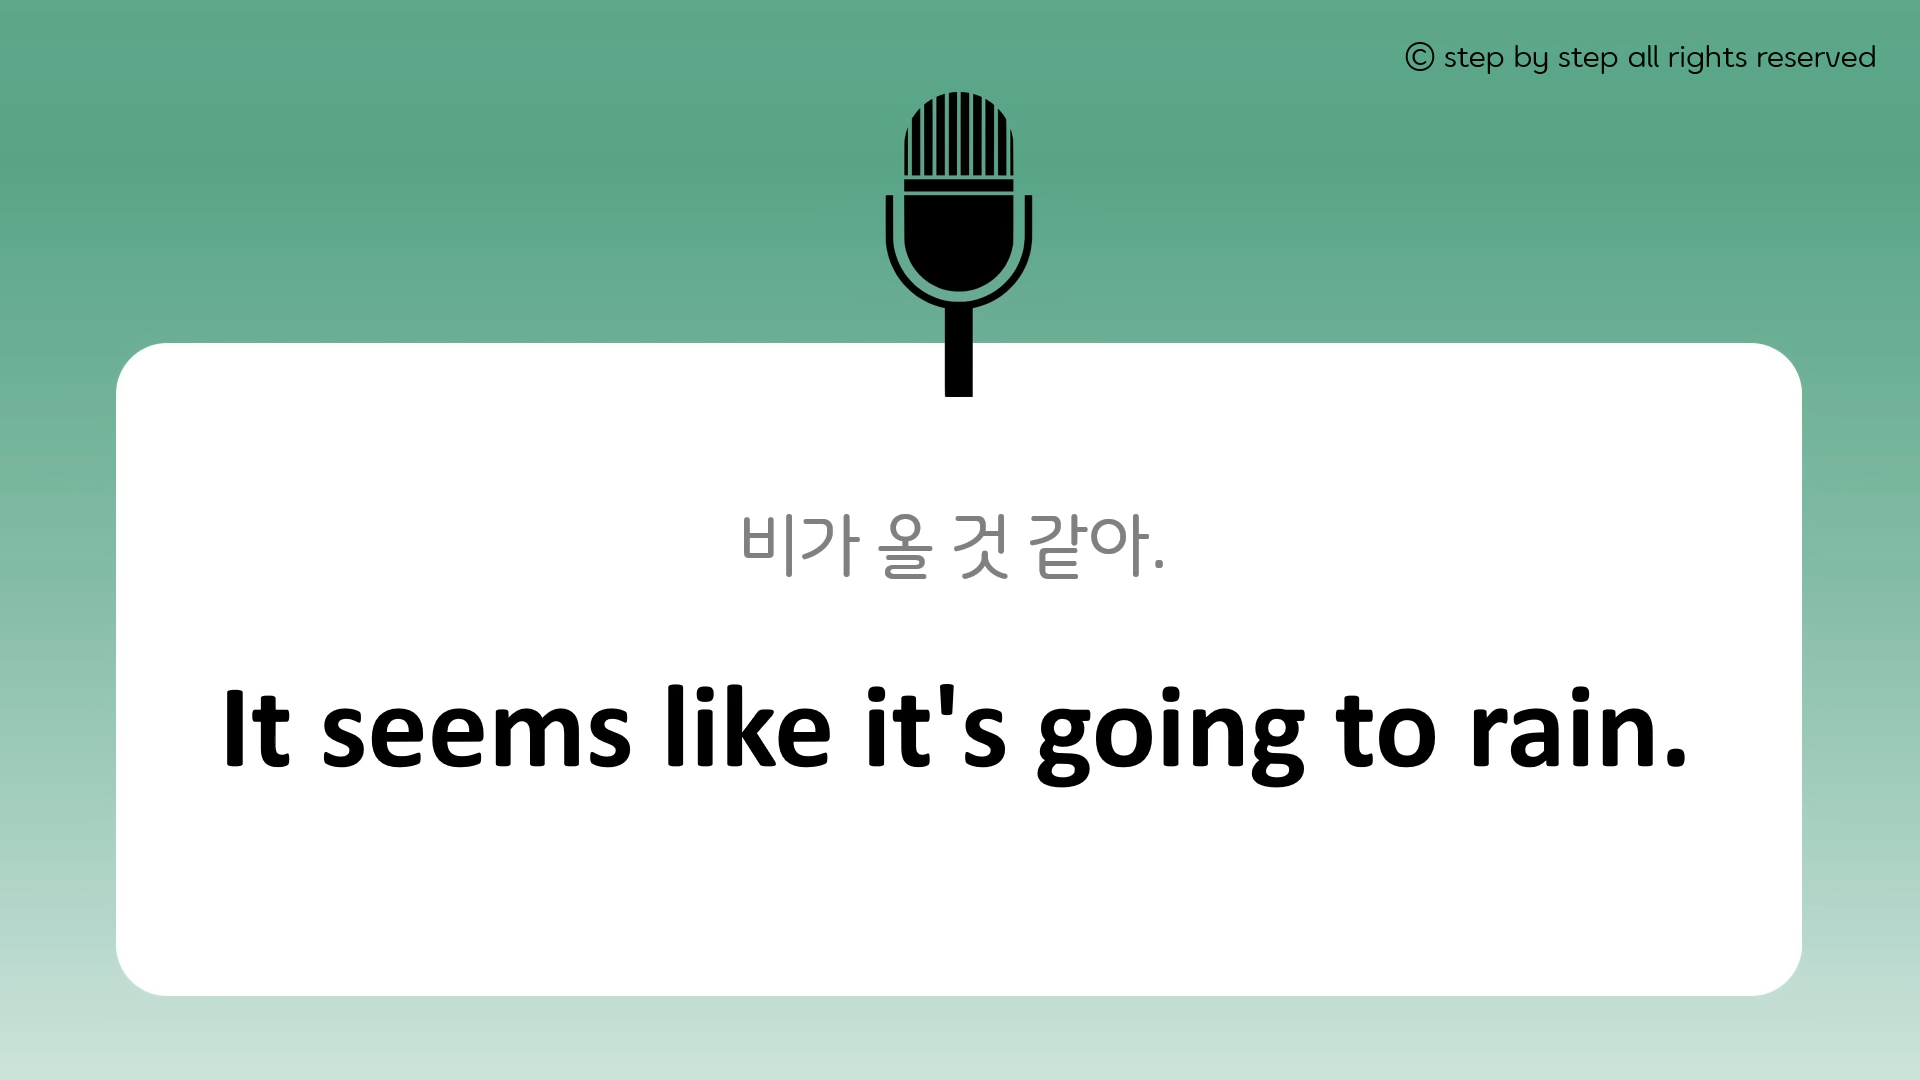 © step by step all rights reserved
비가 올 것 같아.
It seems like it's going to rain.